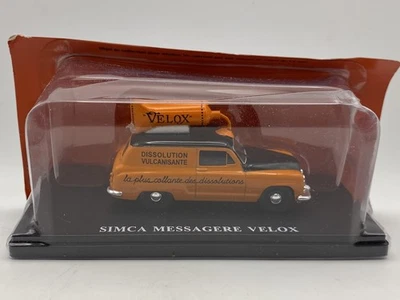 VELOX
DISSOLUTION
VULCANISANTE
la plus collante des dissolutions
SIMCA MESSAGERE VELOX